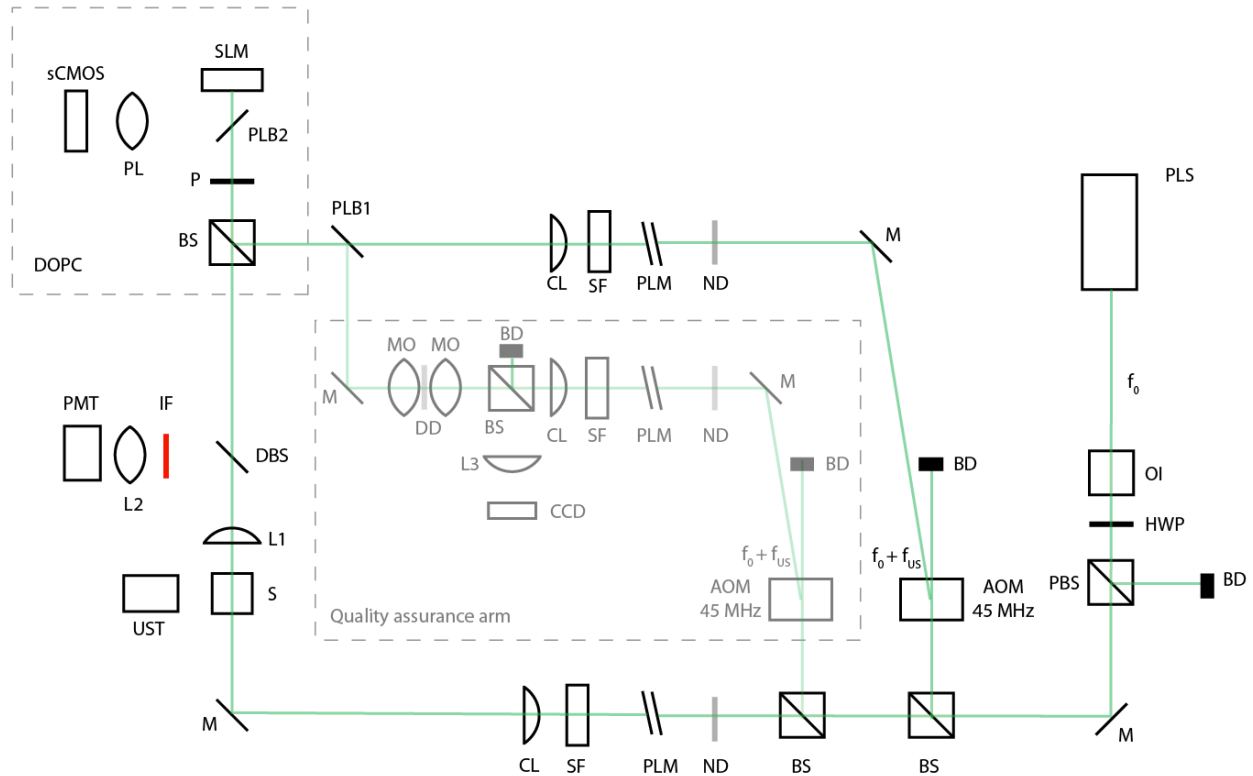 SLM
sCMOS
PLB2
PL
P
BS
DOPC
PLB1
CL
SF
PLM
ND
M
PLS
f0
OI
HWP
PBS
BD
MO
MO
BD
M
DD
BS
CL
SF
PLM
ND
M
L3
CCD
BD
f0 + fUS
AOM
45 MHz
Quality assurance arm
BD
f0 + fUS
AOM
45 MHz
PMT
IF
L2
DBS
L1
S
UST
M
CL
SF
PLM
ND
BS
BS
M